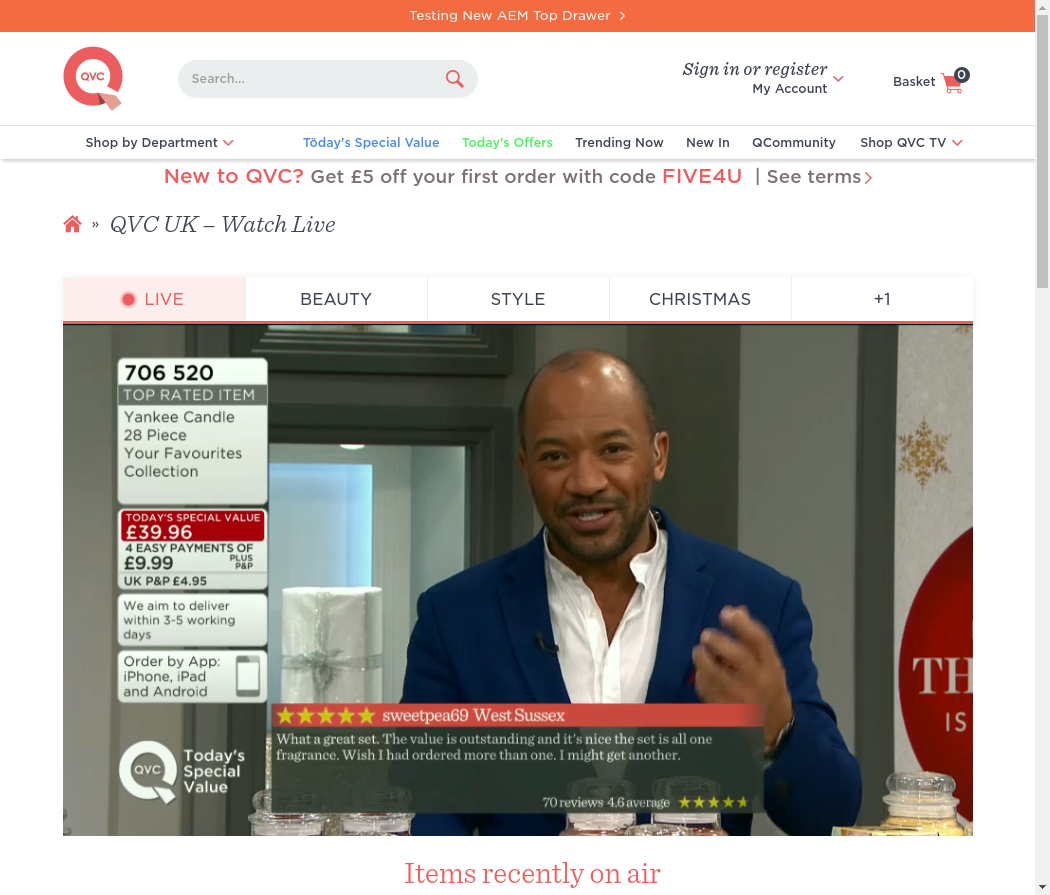 Testing New AEM Top Drawer
QVC
Search...
Sign in or register
My Account
Basket
0
Shop by Department
Töday's Special Value
Today's Offers
Trending Now
New In
QCommunity
Shop QVC TV
New to QVC? Get £5 off your first order with code FIVE4U | See terms
» QVC UK – Watch Live
LIVE
BEAUTY
STYLE
CHRISTMAS
+1
706 520
TOP RATED ITEM
Yankee Candle
28 Piece
Your Favourites
Collection
TODAY'S SPECIAL VALUE
£39.96
4 EASY PAYMENTS OF
£9.99 PLUS P&P
UK P&P £4.95
We aim to deliver
within 3-5 working
days
Order by App:
iPhone, iPad
and Android
QVC
Today's
Special
Value
sweetpea69 West Sussex
What a great set. The value is outstanding and it's nice the set is all one
fragrance. Wish I had ordered more than one. I might get another.
70 reviews 4.6 average
TH
IS
Items recently on air